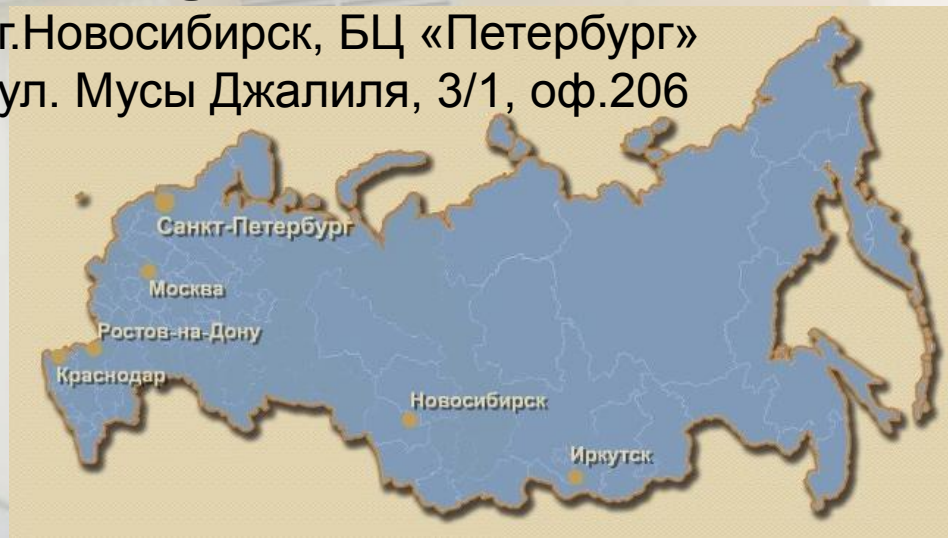 г.Новосибирск, БЦ «Петербург»
ул. Мусы Джалиля, 3/1, оф.206
Санкт-Петербург
Москва
Ростов-на-Дону
Краснодар
Новосибирск
Иркутск